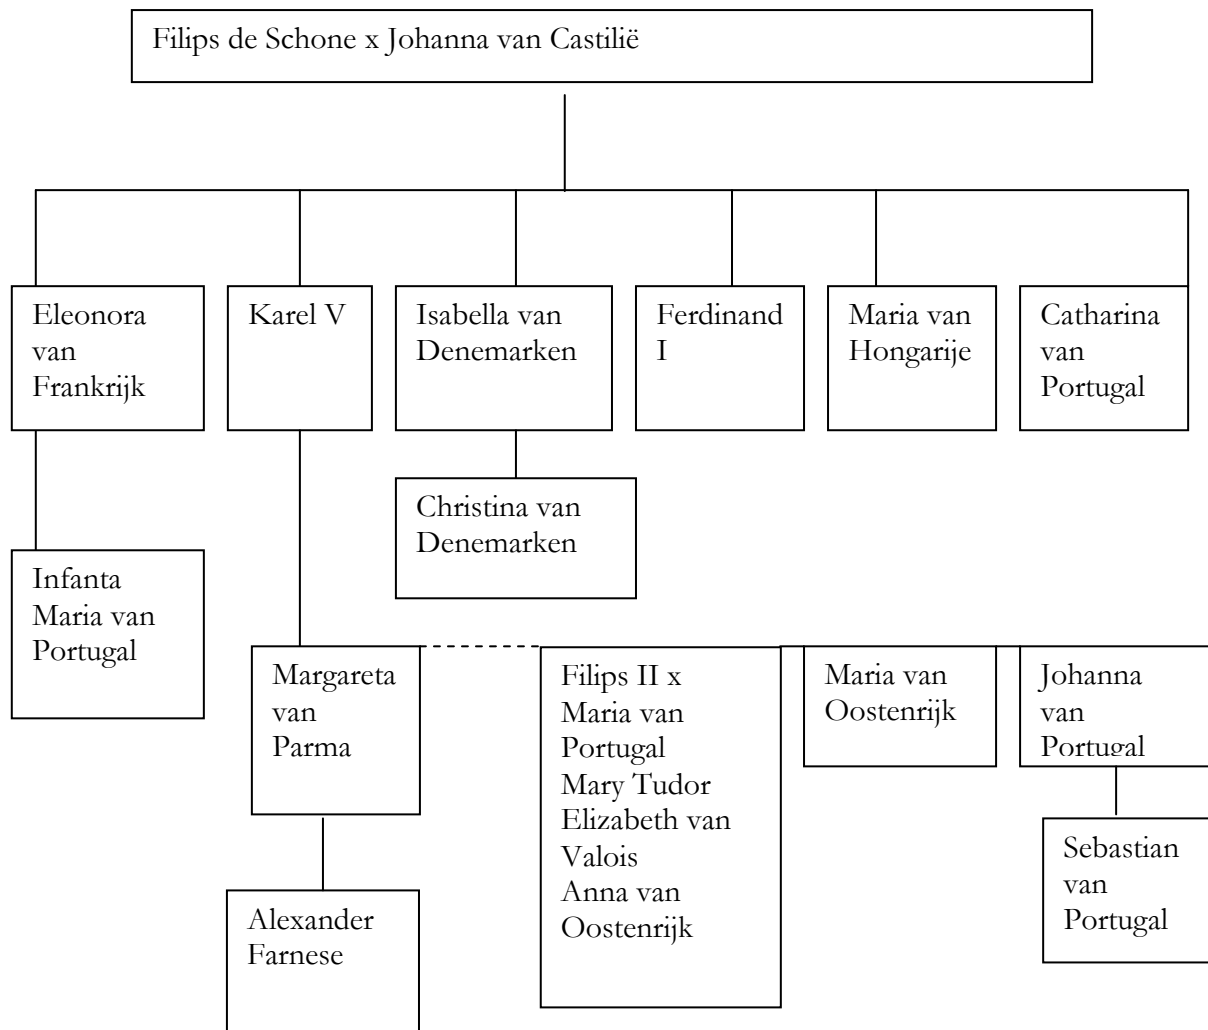 Filips de Schone x Johanna van Castilië
Eleonora
van
Frankrijk
Karel V
Isabella van
Denemarken
Ferdinand
I
Maria van
Hongarije
Catharina
van
Portugal
Christina van
Denemarken
Infanta
Maria van
Portugal
Margareta
van
Parma
Filips II x
Maria van
Portugal
Mary Tudor
Elizabeth van
Valois
Anna van
Oostenrijk
Maria van
Oostenrijk
Johanna
van
Portugal
Alexander
Farnese
Sebastian
van
Portugal